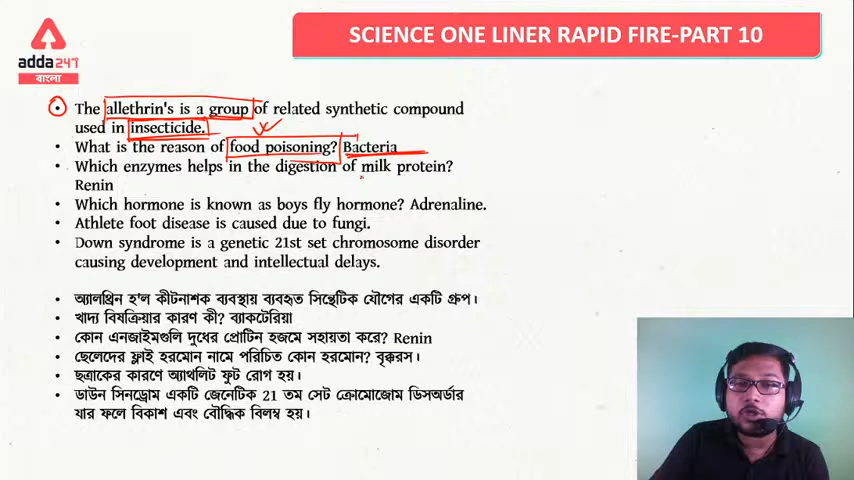 SCIENCE ONE LINER RAPID FIRE-PART 10
adda247
বাংলা
• The allethrin's is a group of related synthetic compound
used in insecticide.
• What is the reason of food poisoning? Bacteria
• Which enzymes helps in the digestion of milk protein?
Renin
• Which hormone is known as boys fly hormone? Adrenaline.
• Athlete foot disease is caused due to fungi.
• Down syndrome is a genetic 21st set chromosome disorder
causing development and intellectual delays.
• অ্যালথ্রিন হ'ল কীটনাশক ব্যবস্থায় ব্যবহৃত সিন্থেটিক যৌগের একটি গ্রুপ।
• খাদ্য বিষক্রিয়ার কারণ কী? ব্যাকটেরিয়া
• কোন এনজাইমগুলি দুধের প্রোটিন হজমে সহায়তা করে? Renin
• ছেলেদের ফ্লাই হরমোন নামে পরিচিত কোন হরমোন? বৃক্করস।
• ছত্রাকের কারণে অ্যাথলিট ফুট রোগ হয়।
• ডাউন সিনড্রোম একটি জেনেটিক 21 তম সেট ক্রোমোজোম ডিসঅর্ডার
যার ফলে বিকাশ এবং বৌদ্ধিক বিলম্ব হয়।